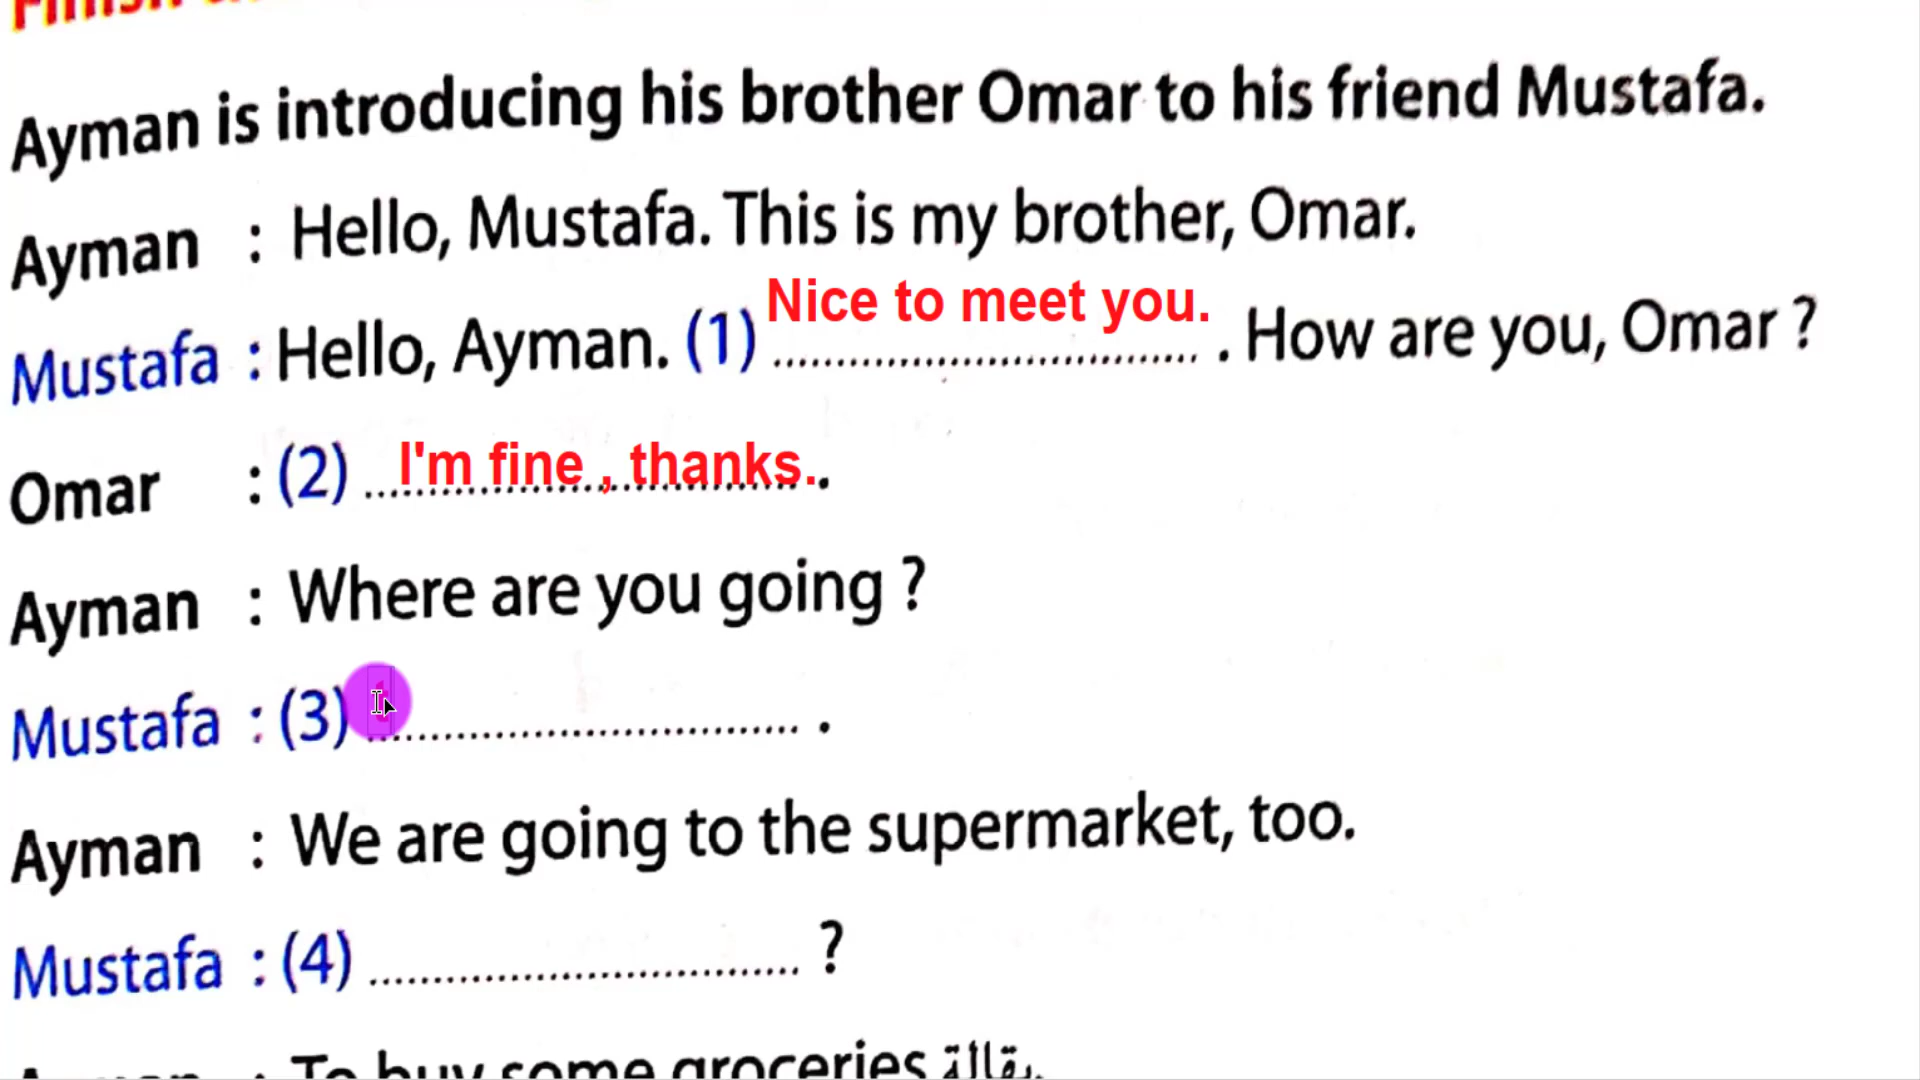 Ayman is introducing his brother Omar to his friend Mustafa.
Ayman : Hello, Mustafa. This is my brother, Omar.
Mustafa : Hello, Ayman. (1) Nice to meet you. . How are you, Omar ?
Omar : (2) I'm fine , thanks. .
Ayman : Where are you going ?
Mustafa : (3) .
Ayman : We are going to the supermarket, too.
Mustafa : (4) ?
Ayman : To buy some groceries بقالة.